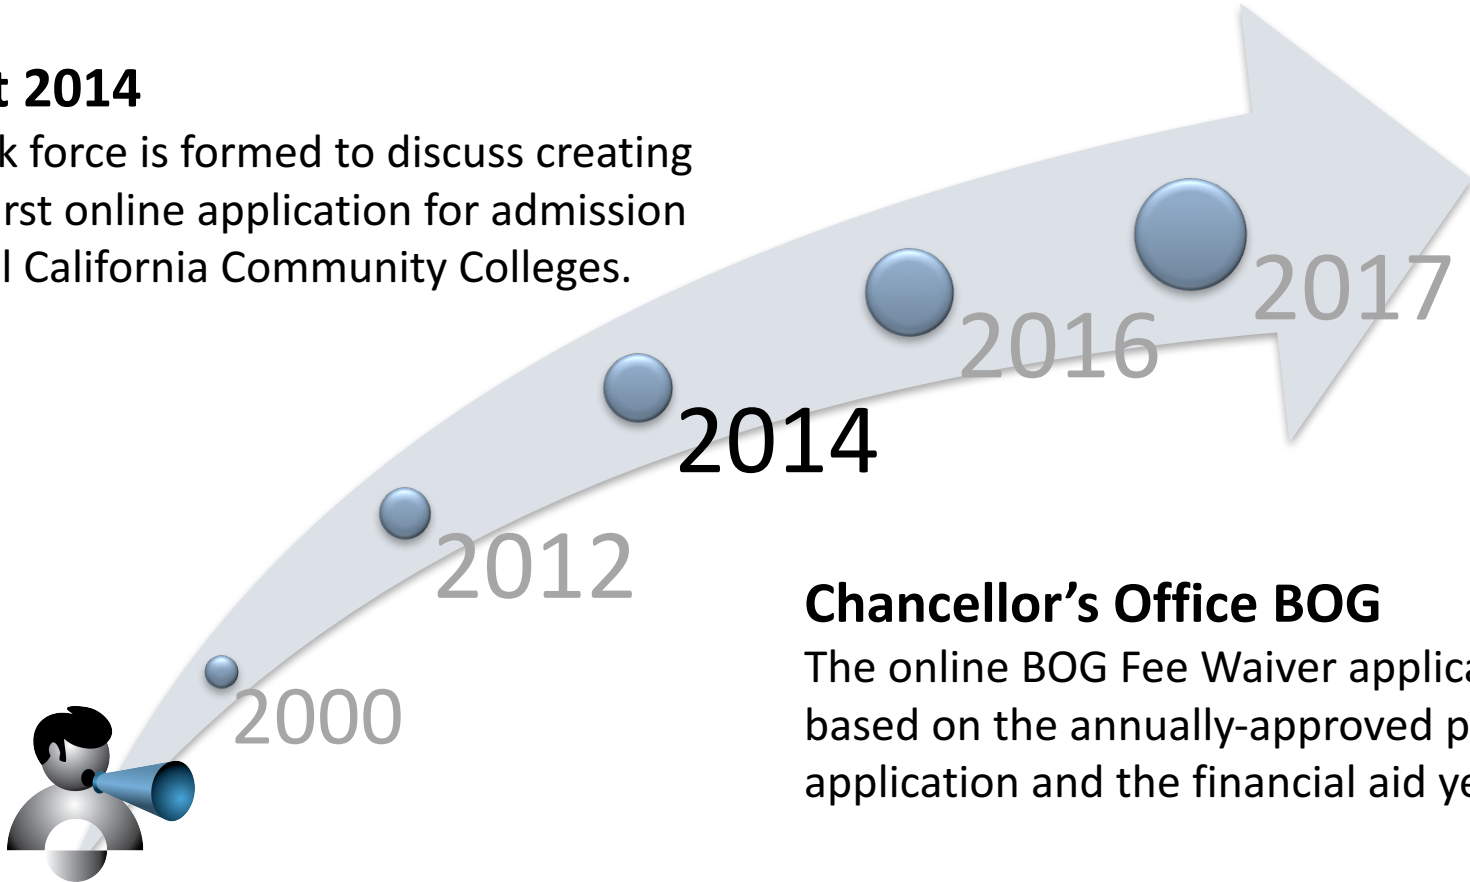 t 2014
k force is formed to discuss creating
rst online application for admission
l California Community Colleges.
2017
2016
2014
2012
2000
Chancellor’s Office BOG
The online BOG Fee Waiver applica
based on the annually-approved p
application and the financial aid ye